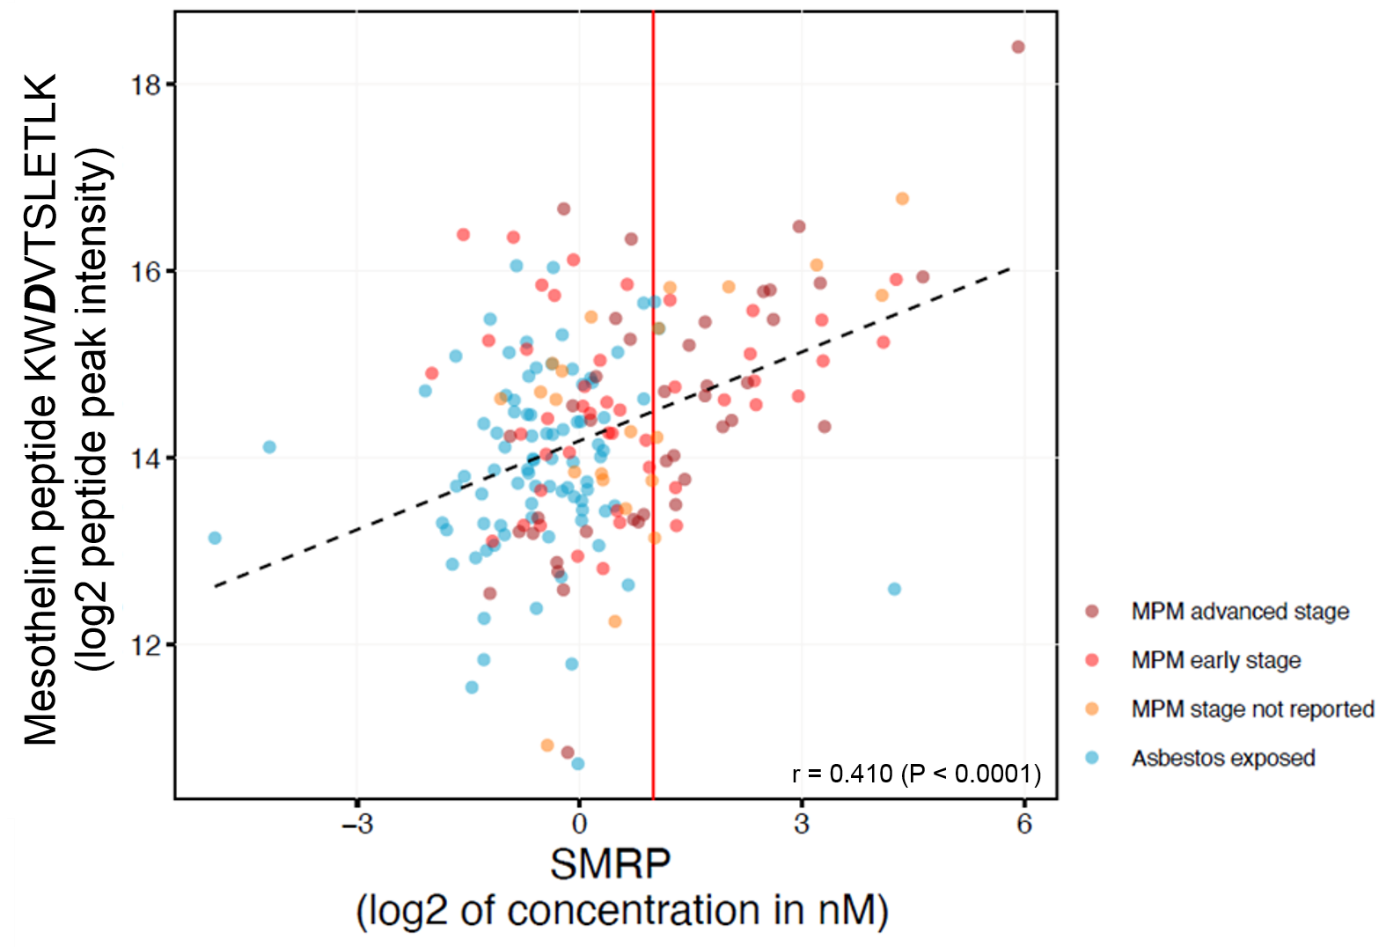 Mesothelin peptide KWDVTSLETLK
(log2 peptide peak intensity)
18
16
14
12
r = 0.410 (P < 0.0001)
−3
0
3
6
SMRP
(log2 of concentration in nM)
MPM advanced stage
MPM early stage
MPM stage not reported
Asbestos exposed